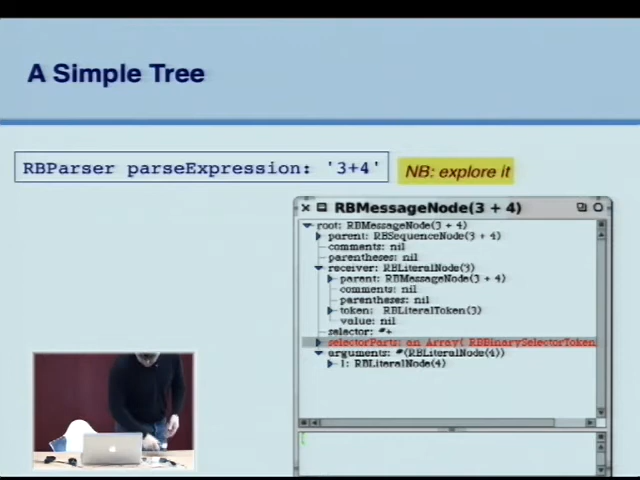 A Simple Tree
RBParser parseExpression: '3+4'
NB: explore it
RBMessageNode(3 + 4)
root: RBMessageNode(3 + 4)
parent: RBSequenceNode(3 + 4)
comments: nil
parentheses: nil
receiver: RBLiteralNode(3)
parent: RBMessageNode(3 + 4)
comments: nil
parentheses: nil
token: RBLiteralToken(3)
value: nil
selector: #+
selectorParts: an Array( RBBinarySelectorToken
arguments: #(RBLiteralNode(4))
1: RBLiteralNode(4)